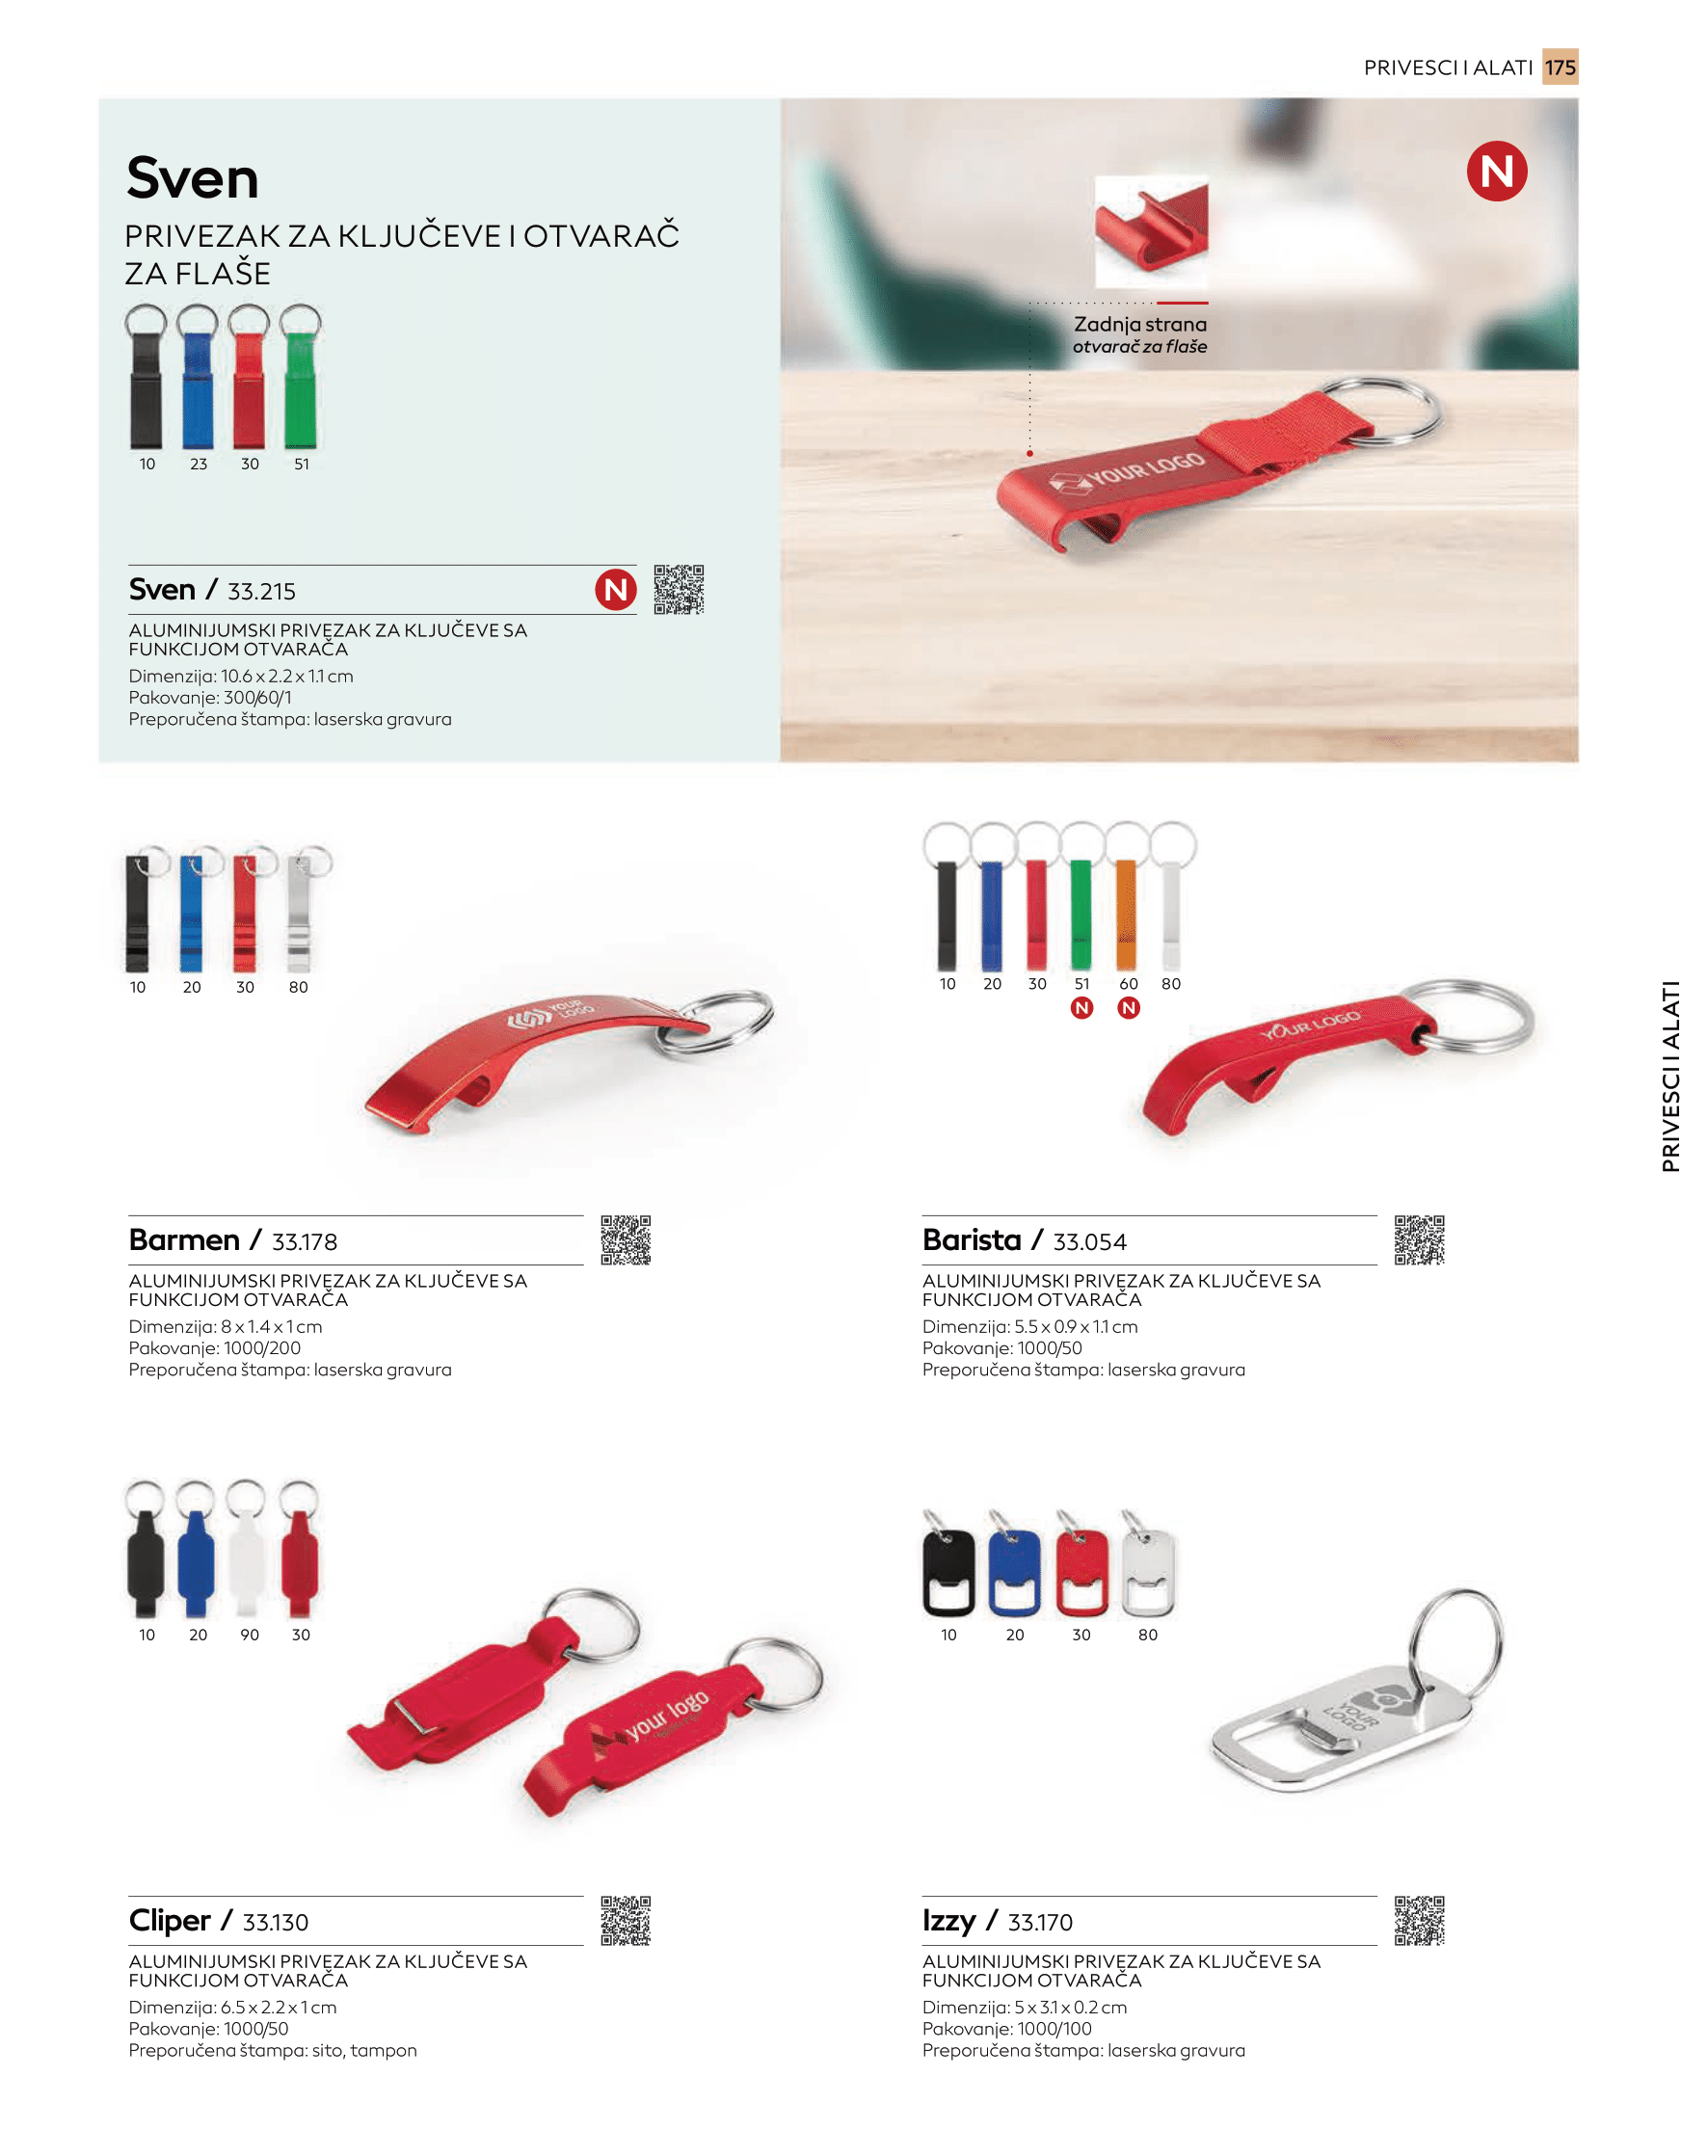 PRIVESCI I ALATI 175
Sven
PRIVEZAK ZA KLJUČEVE I OTVARAČ
ZA FLAŠE
10 23 30 51
N
Zadnja strana
otvarač za flaše
YOUR LOGO
Sven / 33.215
N
ALUMINIJUMSKI PRIVEZAK ZA KLJUČEVE SA
FUNKCIJOM OTVARAČA
Dimenzija: 10.6 x 2.2 x 1.1 cm
Pakovanje: 300/60/1
Preporučena štampa: laserska gravura
10 20 30 80
YOUR
LOGO
Barmen / 33.178
ALUMINIJUMSKI PRIVEZAK ZA KLJUČEVE SA
FUNKCIJOM OTVARAČA
Dimenzija: 8 x 1.4 x 1 cm
Pakovanje: 1000/200
Preporučena štampa: laserska gravura
10 20 30 51 60 80
N N
YOUR LOGO
Barista / 33.054
ALUMINIJUMSKI PRIVEZAK ZA KLJUČEVE SA
FUNKCIJOM OTVARAČA
Dimenzija: 5.5 x 0.9 x 1.1 cm
Pakovanje: 1000/50
Preporučena štampa: laserska gravura
PRIVESCI I ALATI
10 20 90 30
your logo
Cliper / 33.130
ALUMINIJUMSKI PRIVEZAK ZA KLJUČEVE SA
FUNKCIJOM OTVARAČA
Dimenzija: 6.5 x 2.2 x 1 cm
Pakovanje: 1000/50
Preporučena štampa: sito, tampon
10 20 30 80
YOUR
LOGO
Izzy / 33.170
ALUMINIJUMSKI PRIVEZAK ZA KLJUČEVE SA
FUNKCIJOM OTVARAČA
Dimenzija: 5 x 3.1 x 0.2 cm
Pakovanje: 1000/100
Preporučena štampa: laserska gravura